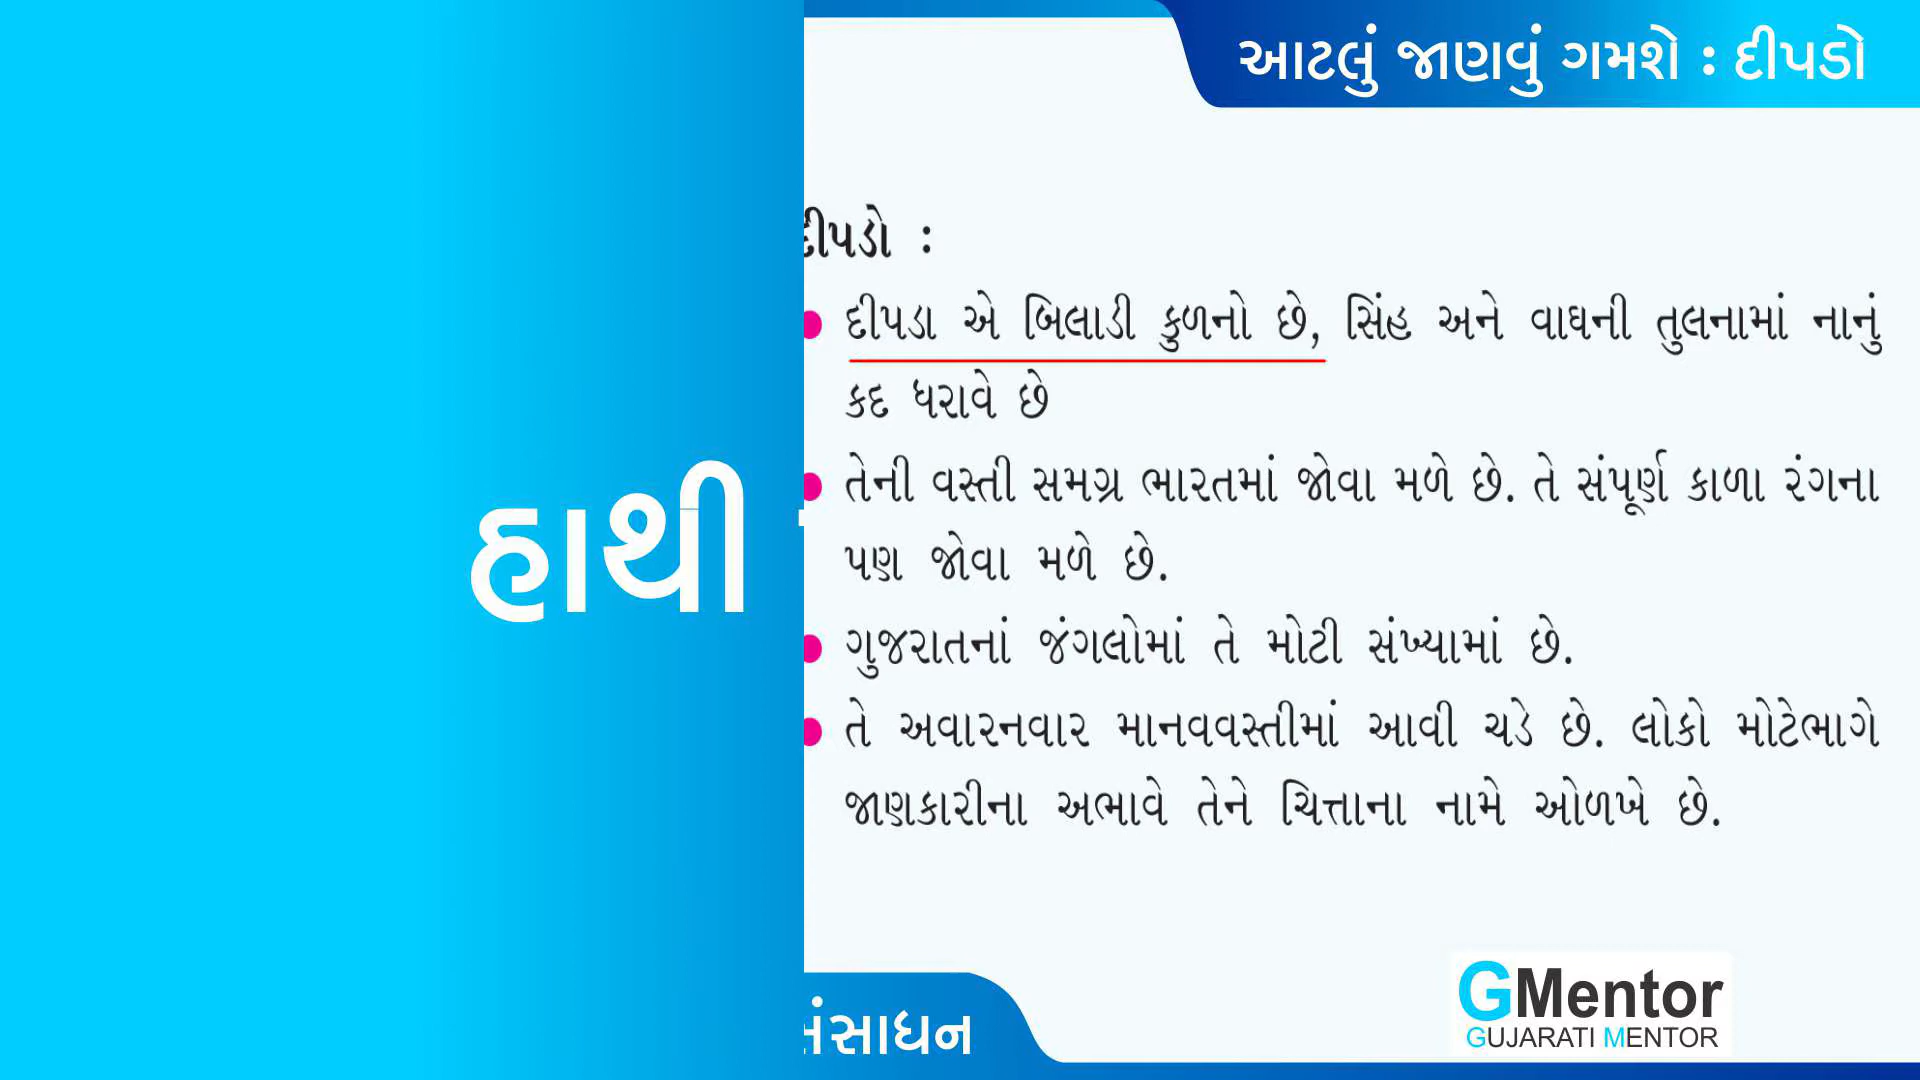 આટલું જાણવું ગમશે : દીપડો
દીપડો :
દીપડા એ બિલાડી કુળનો છે, સિંહ અને વાઘની તુલનામાં નાનું
કદ ધરાવે છે
તેની વસ્તી સમગ્ર ભારતમાં જોવા મળે છે. તે સંપૂર્ણ કાળા રંગના
પણ જોવા મળે છે.
ગુજરાતનાં જંગલોમાં તે મોટી સંખ્યામાં છે.
તે અવારનવાર માનવવસ્તીમાં આવી ચડે છે. લોકો મોટેભાગે
જાણકારીના અભાવે તેને ચિત્તાના નામે ઓળખે છે.
હાથી
સંસાધન
GMentor
GUJARATI MENTOR